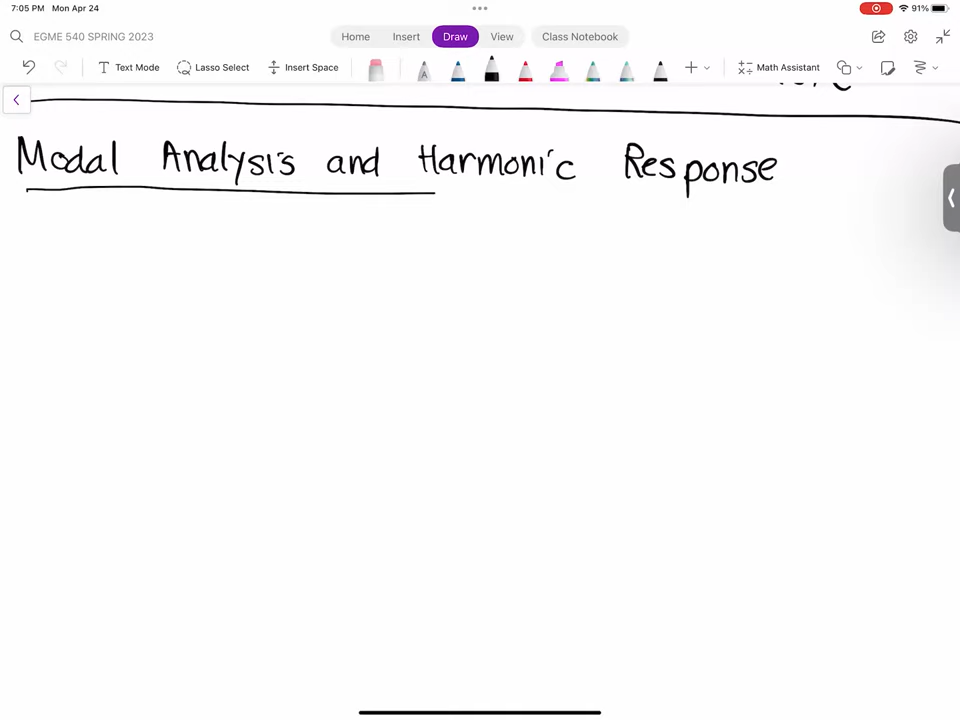 7:05 PM Mon Apr 24
91%
EGME 540 SPRING 2023
Home Insert Draw View Class Notebook
Text Mode Lasso Select Insert Space Math Assistant
Modal Analysis and Harmonic Response